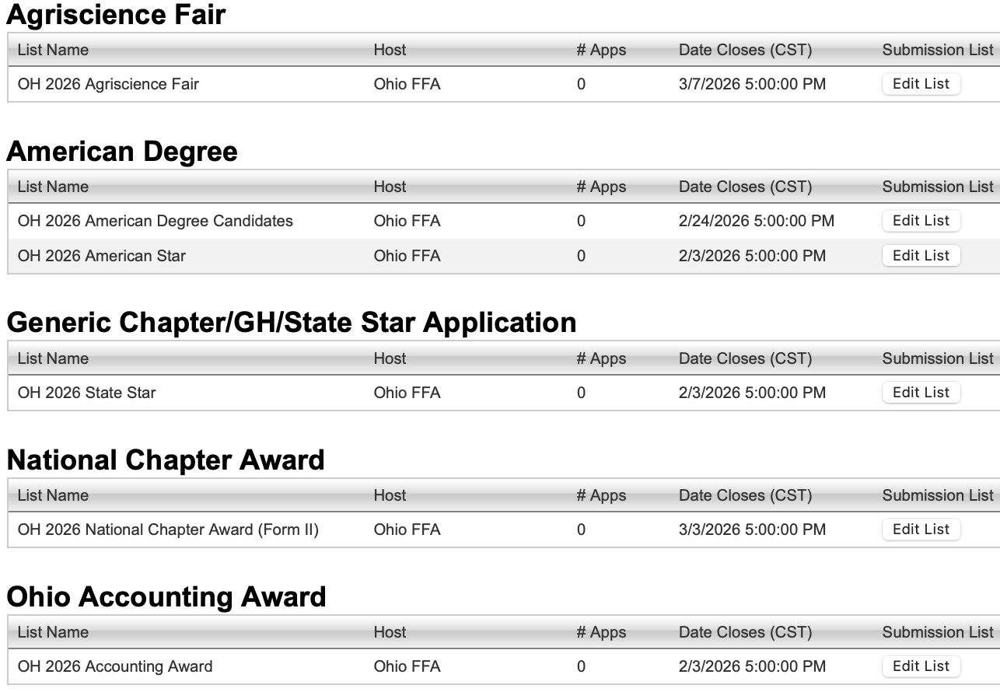 Agriscience Fair
List Name Host # Apps Date Closes (CST) Submission List
OH 2026 Agriscience Fair Ohio FFA 0 3/7/2026 5:00:00 PM Edit List
American Degree
List Name Host # Apps Date Closes (CST) Submission List
OH 2026 American Degree Candidates Ohio FFA 0 2/24/2026 5:00:00 PM Edit List
OH 2026 American Star Ohio FFA 0 2/3/2026 5:00:00 PM Edit List
Generic Chapter/GH/State Star Application
List Name Host # Apps Date Closes (CST) Submission List
OH 2026 State Star Ohio FFA 0 2/3/2026 5:00:00 PM Edit List
National Chapter Award
List Name Host # Apps Date Closes (CST) Submission List
OH 2026 National Chapter Award (Form II) Ohio FFA 0 3/3/2026 5:00:00 PM Edit List
Ohio Accounting Award
List Name Host # Apps Date Closes (CST) Submission List
OH 2026 Accounting Award Ohio FFA 0 2/3/2026 5:00:00 PM Edit List